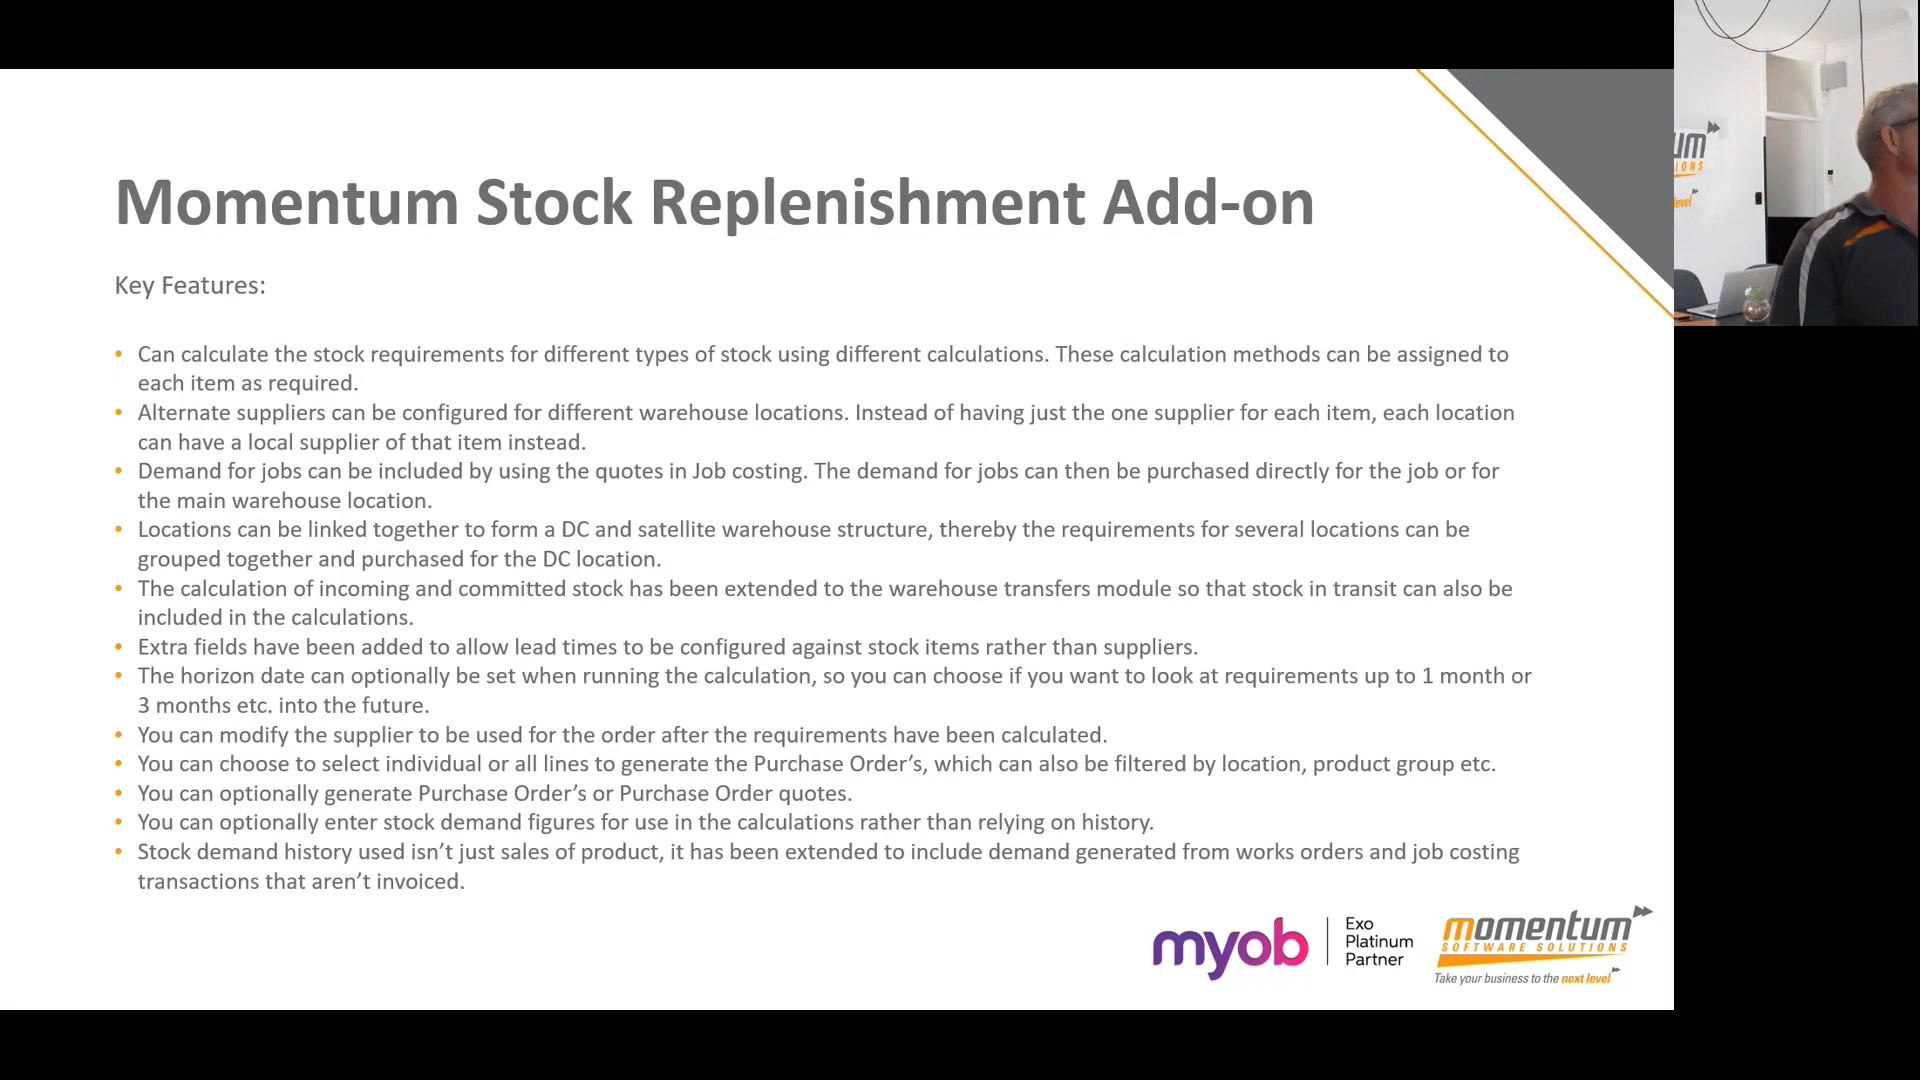 Momentum Stock Replenishment Add-on
Key Features:
• Can calculate the stock requirements for different types of stock using different calculations. These calculation methods can be assigned to
each item as required.
• Alternate suppliers can be configured for different warehouse locations. Instead of having just the one supplier for each item, each location
can have a local supplier of that item instead.
• Demand for jobs can be included by using the quotes in Job costing. The demand for jobs can then be purchased directly for the job or for
the main warehouse location.
• Locations can be linked together to form a DC and satellite warehouse structure, thereby the requirements for several locations can be
grouped together and purchased for the DC location.
• The calculation of incoming and committed stock has been extended to the warehouse transfers module so that stock in transit can also be
included in the calculations.
• Extra fields have been added to allow lead times to be configured against stock items rather than suppliers.
• The horizon date can optionally be set when running the calculation, so you can choose if you want to look at requirements up to 1 month or
3 months etc. into the future.
• You can modify the supplier to be used for the order after the requirements have been calculated.
• You can choose to select individual or all lines to generate the Purchase Order’s, which can also be filtered by location, product group etc.
• You can optionally generate Purchase Order’s or Purchase Order quotes.
• You can optionally enter stock demand figures for use in the calculations rather than relying on history.
• Stock demand history used isn’t just sales of product, it has been extended to include demand generated from works orders and job costing
transactions that aren’t invoiced.
myob
Exo
Platinum
Partner
momentum
SOFTWARE SOLUTIONS
Take your business to the next level
um
IONS
level